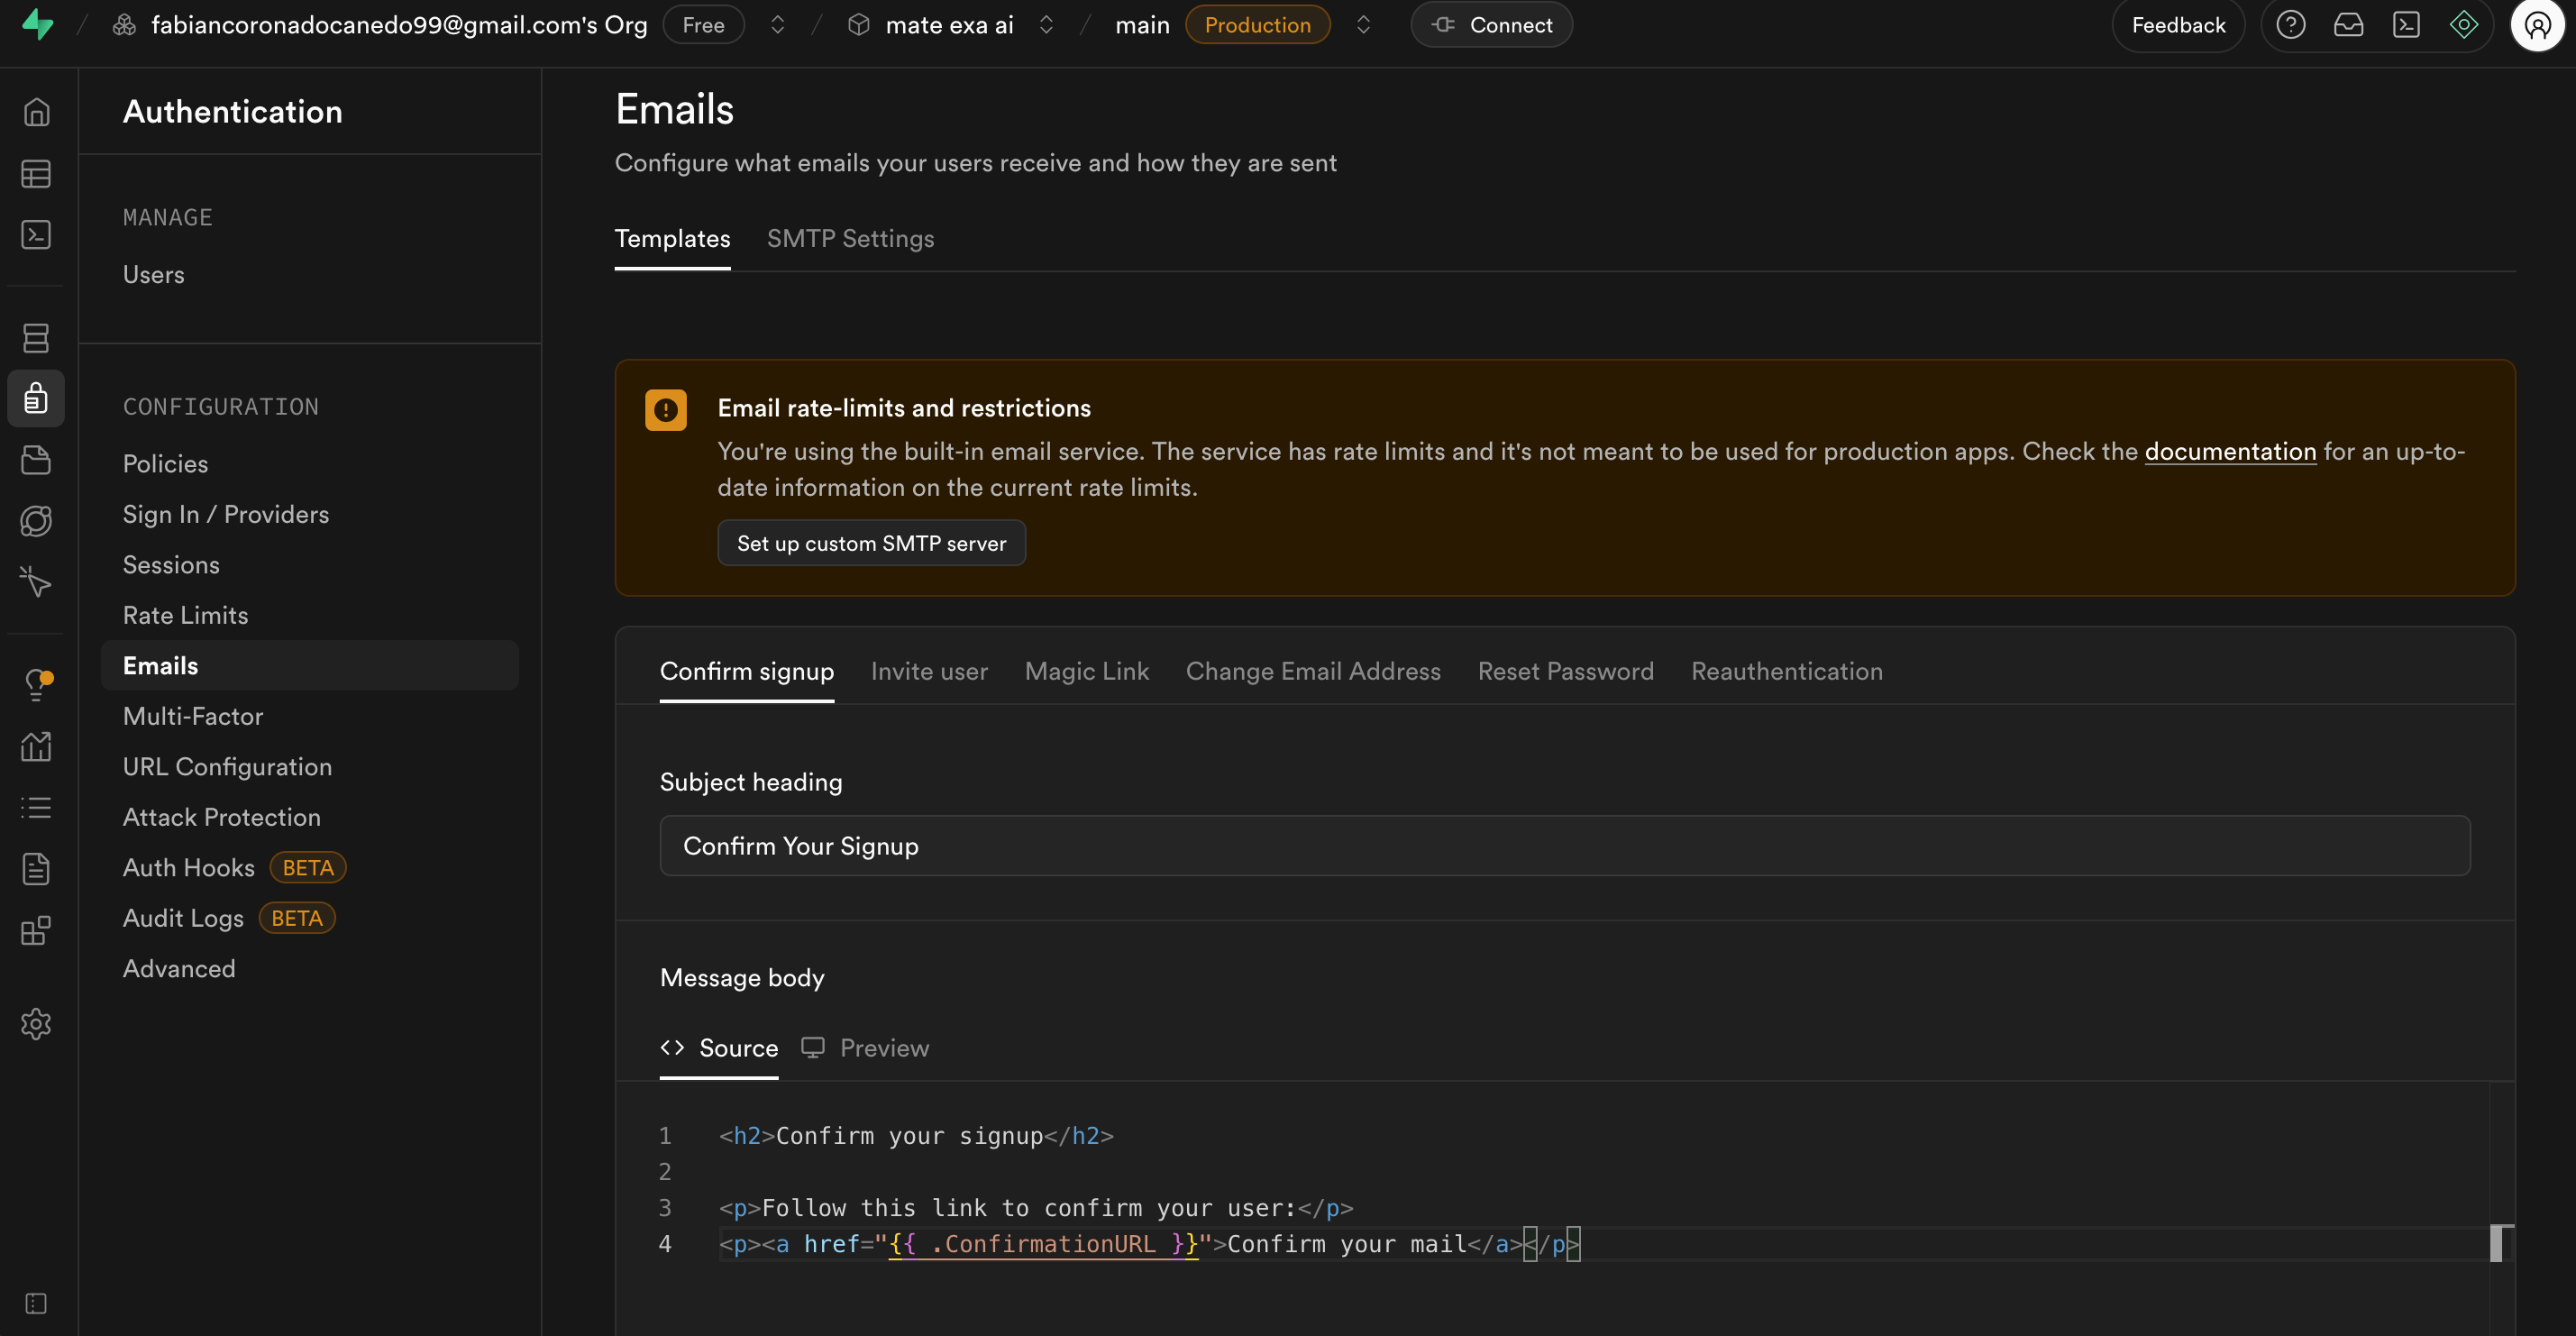 fabiancoronadocanedo99@gmail.com's Org Free / mate exa ai / main Production Connect Feedback
Authentication
MANAGE
Users
CONFIGURATION
Policies
Sign In / Providers
Sessions
Rate Limits
Emails
Multi-Factor
URL Configuration
Attack Protection
Auth Hooks BETA
Audit Logs BETA
Advanced
Emails
Configure what emails your users receive and how they are sent
Templates SMTP Settings
Email rate-limits and restrictions
You're using the built-in email service. The service has rate limits and it's not meant to be used for production apps. Check the documentation for an up-to-
date information on the current rate limits.
Set up custom SMTP server
Confirm signup Invite user Magic Link Change Email Address Reset Password Reauthentication
Subject heading
Confirm Your Signup
Message body
<> Source Preview
1 <h2>Confirm your signup</h2>
2
3 <p>Follow this link to confirm your user:</p>
4 <p><a href="{{ .ConfirmationURL }}">Confirm your mail</a></p>